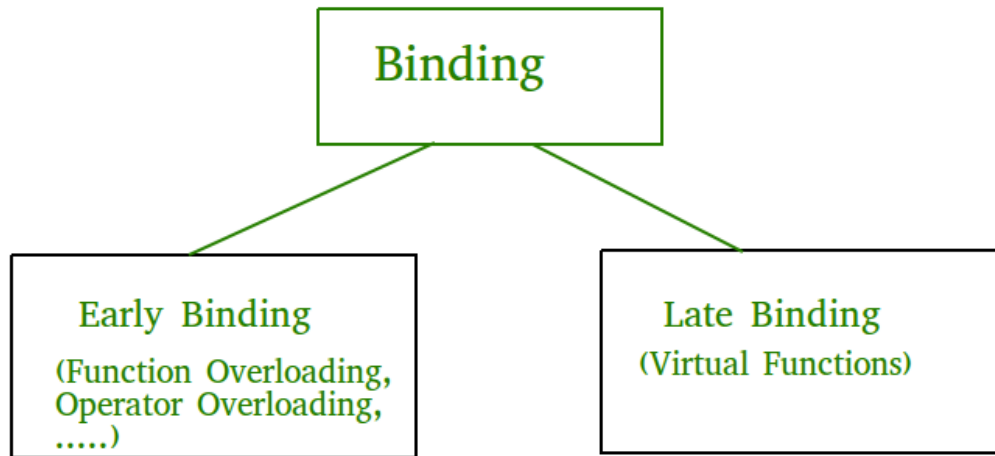 Binding
Early Binding
(Function Overloading,
Operator Overloading,
.....)
Late Binding
(Virtual Functions)